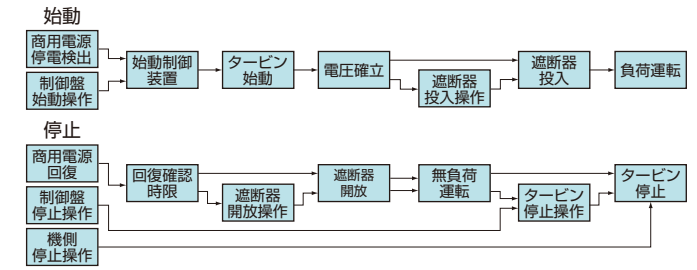 始動
商用電源
停電検出
制御盤
始動操作
始動制御
装置
タービン
始動
電圧確立
遮断器
投入操作
遮断器
投入
負荷運転
停止
商用電源
回復
制御盤
停止操作
機側
停止操作
回復確認
時限
遮断器
開放操作
遮断器
開放
無負荷
運転
タービン
停止操作
タービン
停止